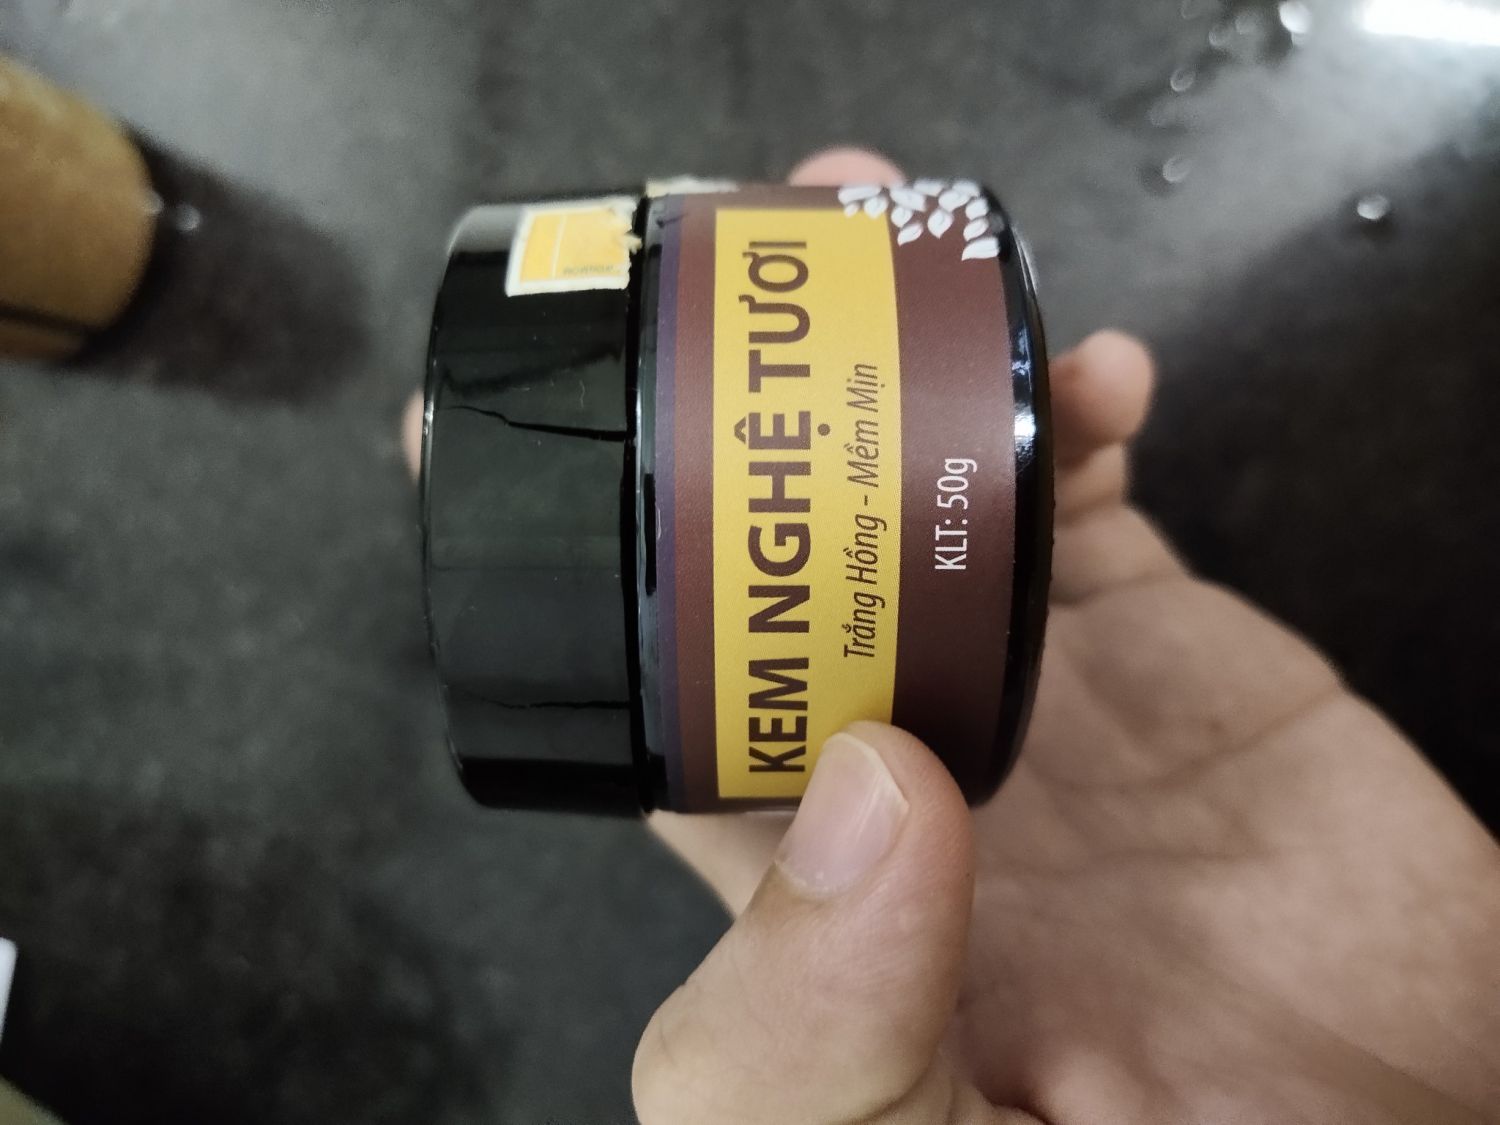 KEM NGHỆ TƯƠI
Trắng Hồng - Mềm Mịn
KLT: 50g